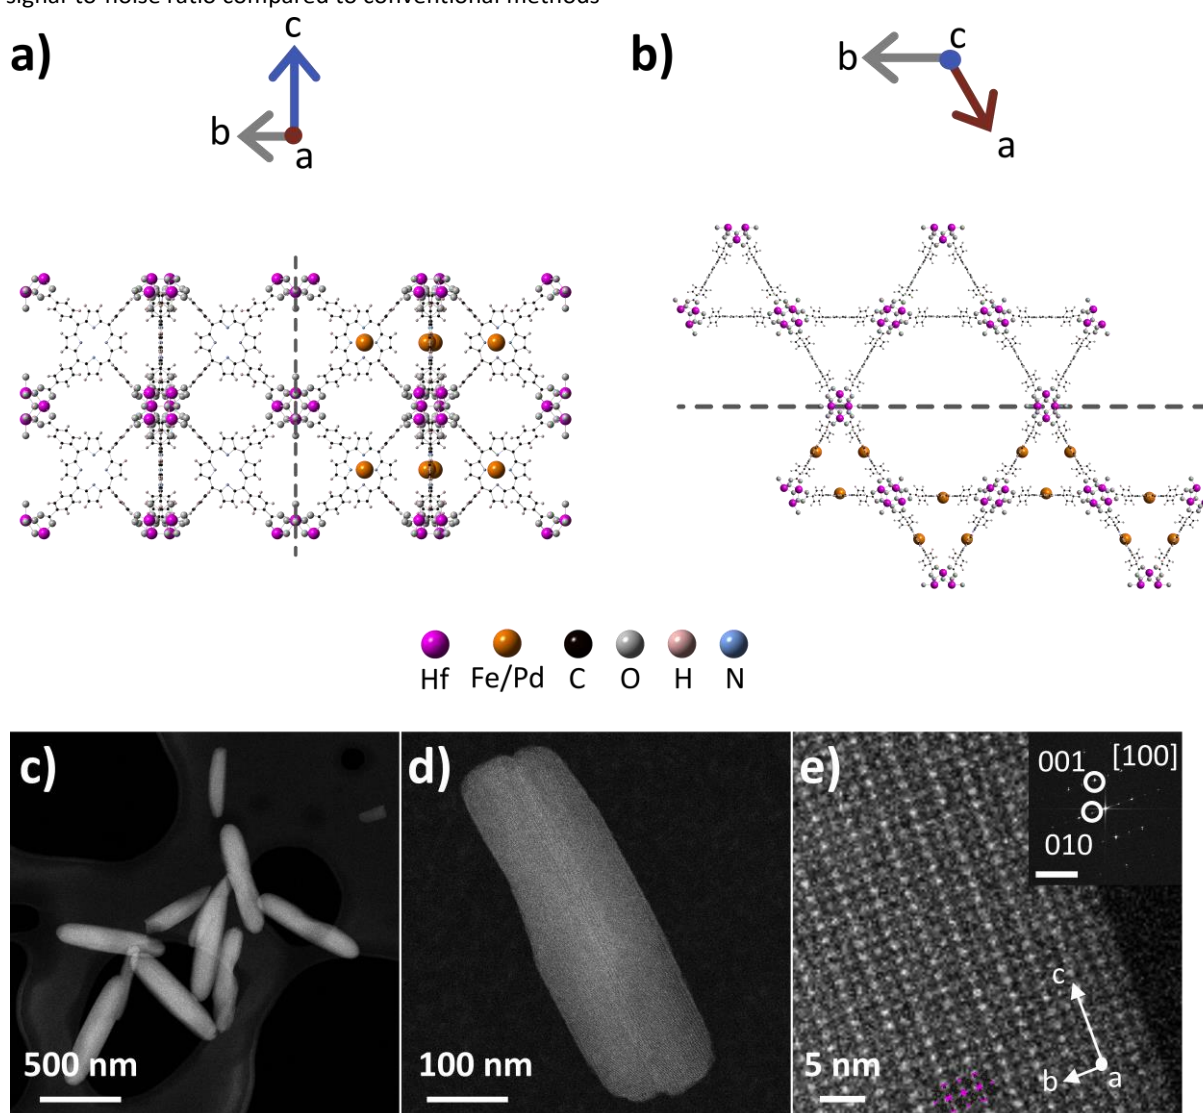 signal-to-noise ratio compared to conventional methods
a)
c
b
a
b)
b
c
a
Hf Fe/Pd C O H N
c)
500 nm
d)
100 nm
e)
001 [100]
010
c
b
a
5 nm